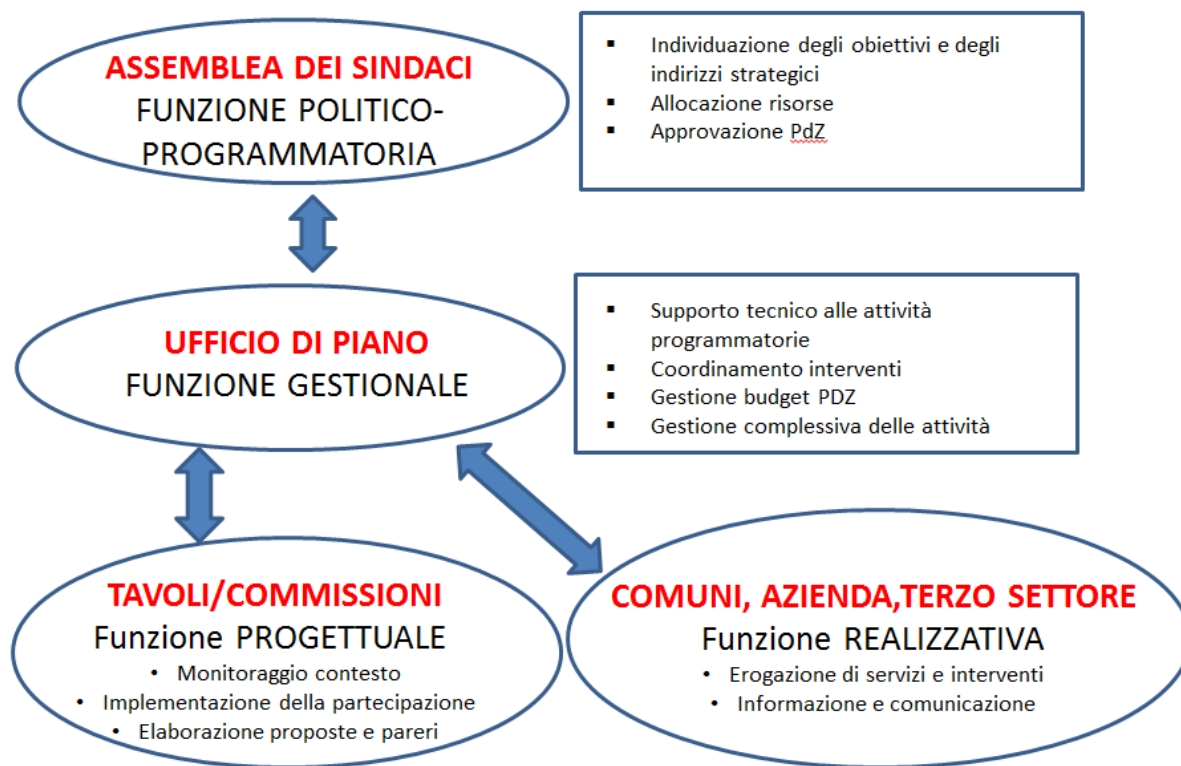 ASSEMBLEA DEI SINDACI
FUNZIONE POLITICO-
PROGRAMMATORIA
▪ Individuazione degli obiettivi e degli
indirizzi strategici
▪ Allocazione risorse
▪ Approvazione PdZ
UFFICIO DI PIANO
FUNZIONE GESTIONALE
▪ Supporto tecnico alle attività
programmatorie
▪ Coordinamento interventi
▪ Gestione budget PDZ
▪ Gestione complessiva delle attività
TAVOLI/COMMISSIONI
Funzione PROGETTUALE
• Monitoraggio contesto
• Implementazione della partecipazione
• Elaborazione proposte e pareri
COMUNI, AZIENDA,TERZO SETTORE
Funzione REALIZZATIVA
• Erogazione di servizi e interventi
• Informazione e comunicazione